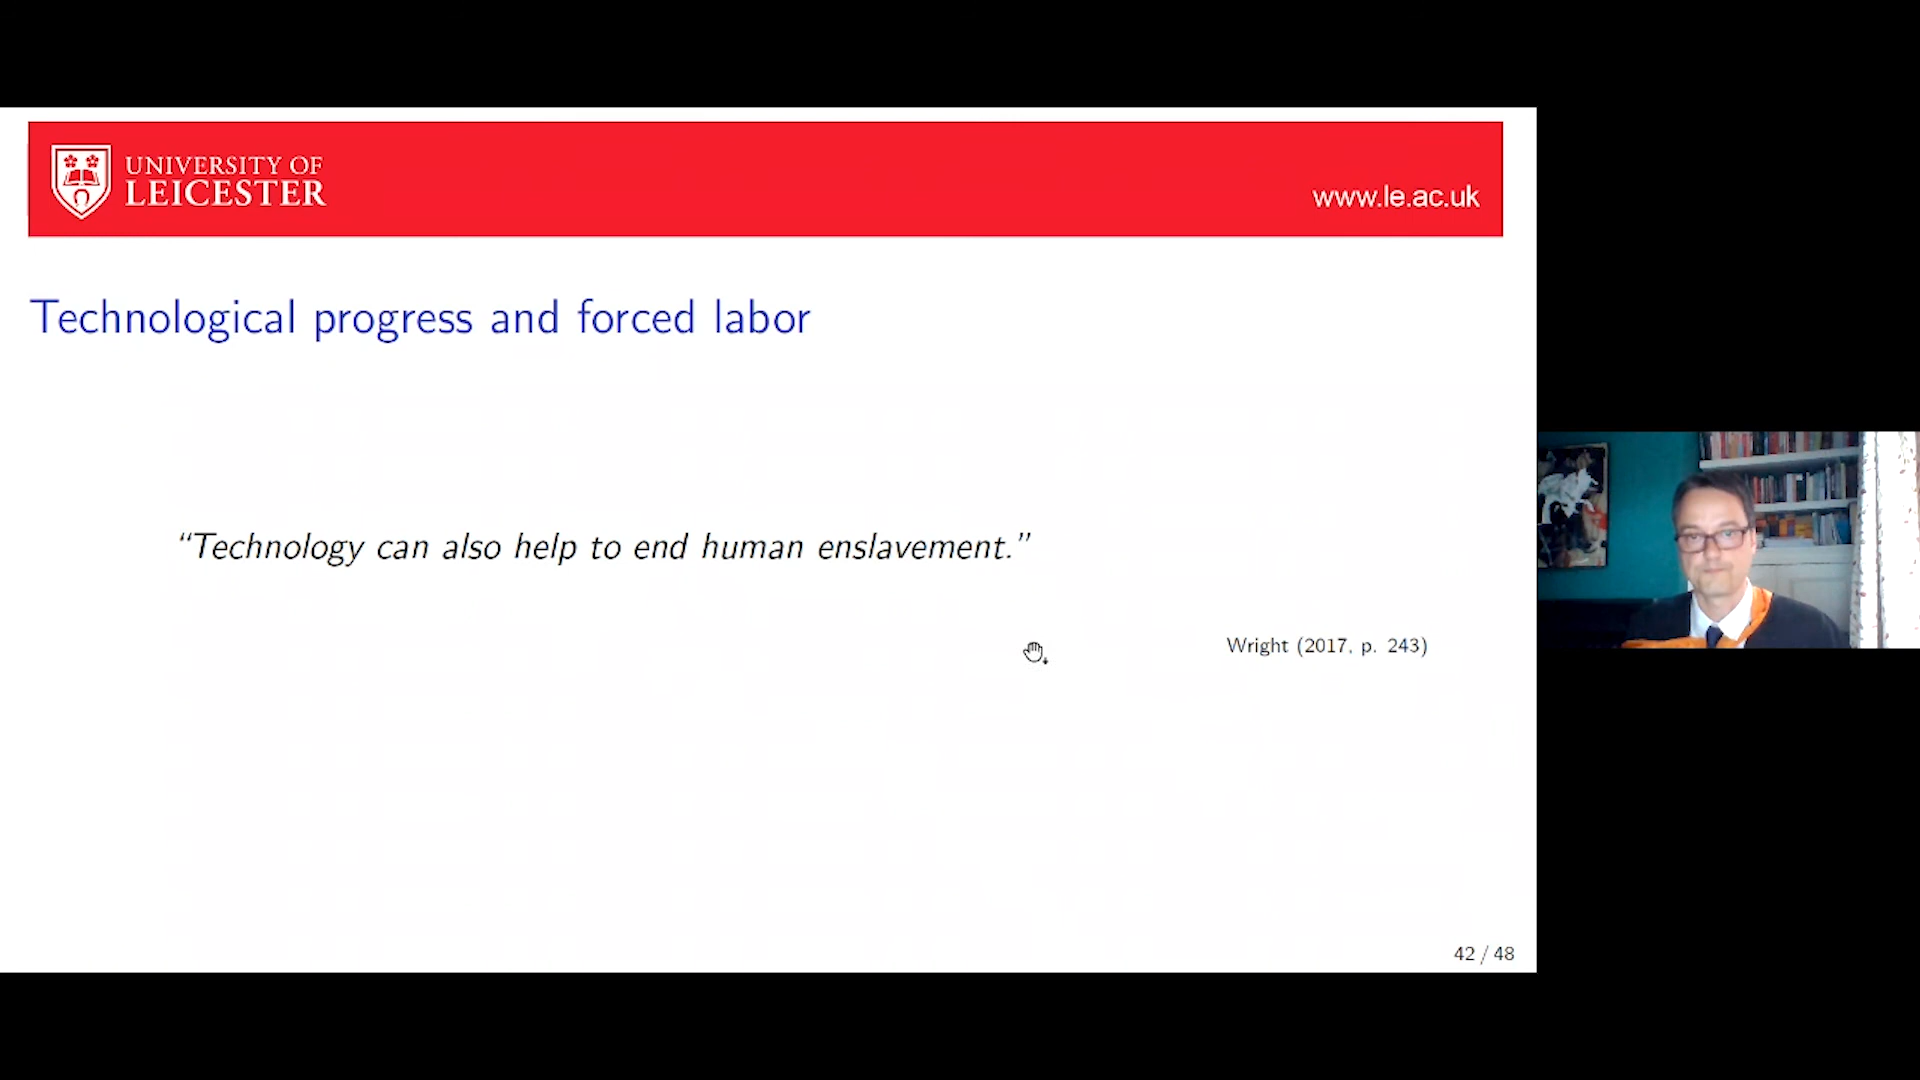 UNIVERSITY OF
LEICESTER
www.le.ac.uk
Technological progress and forced labor
“Technology can also help to end human enslavement.”
Wright (2017, p. 243)
42 / 48